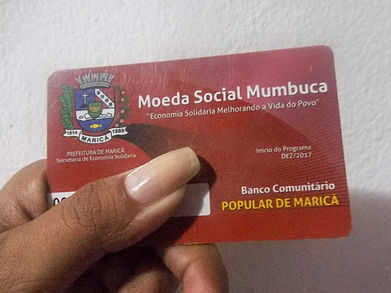 Moeda Social Mumbuca
"Economia Solidária Melhorando a Vida do Povo"
1814
MARICÁ
1889
PREFEITURA DE MARICÁ
Secretaria de Economia Solidária
Início do Programa
DEZ/2017
Banco Comunitário
POPULAR DE MARICÁ